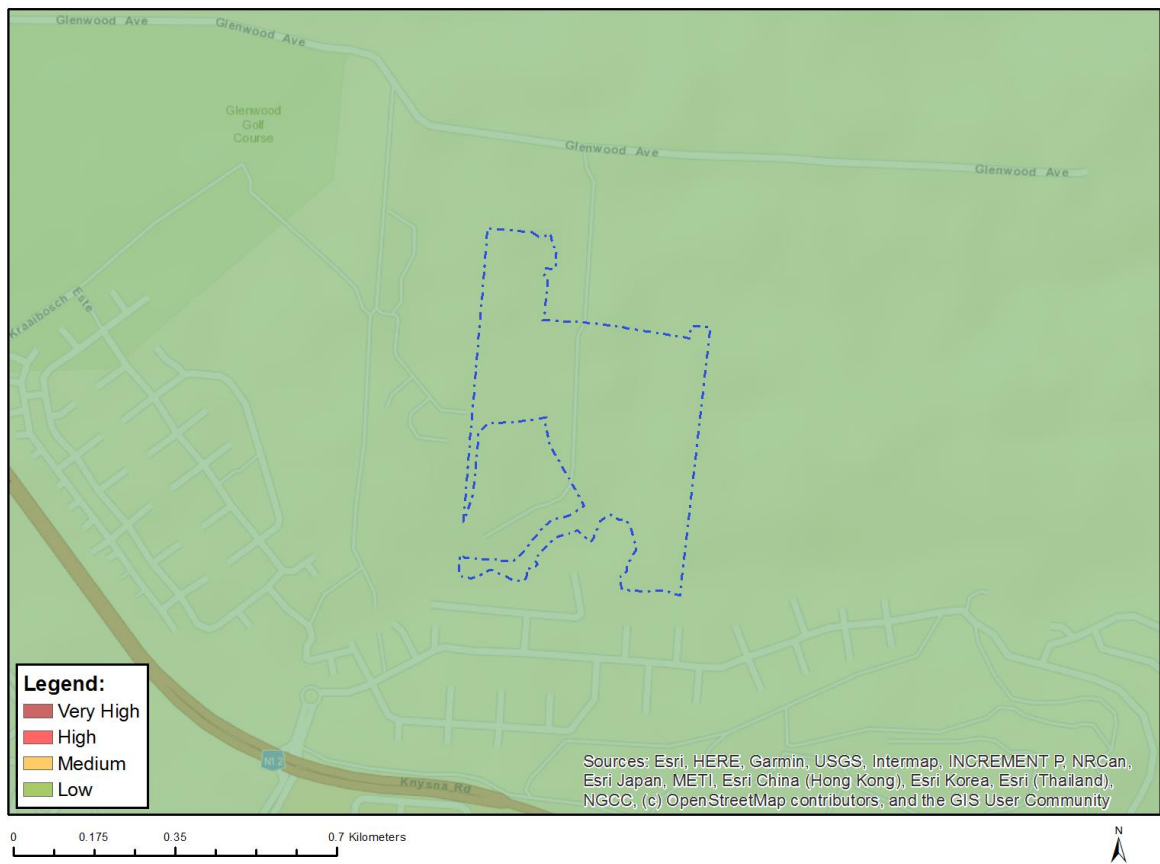 Glenwood Ave
Glenwood Ave
Glenwood
Golf
Course
Glenwood Ave
Glenwood Ave
Kraaibosch Este
N12
Knysna Rd
Legend:
Very High
High
Medium
Low
Sources: Esri, HERE, Garmin, USGS, Intermap, INCREMENT P, NRCan,
Esri Japan, METI, Esri China (Hong Kong), Esri Korea, Esri (Thailand),
NGCC, (c) OpenStreetMap contributors, and the GIS User Community
0 0.175 0.35 0.7 Kilometers
N